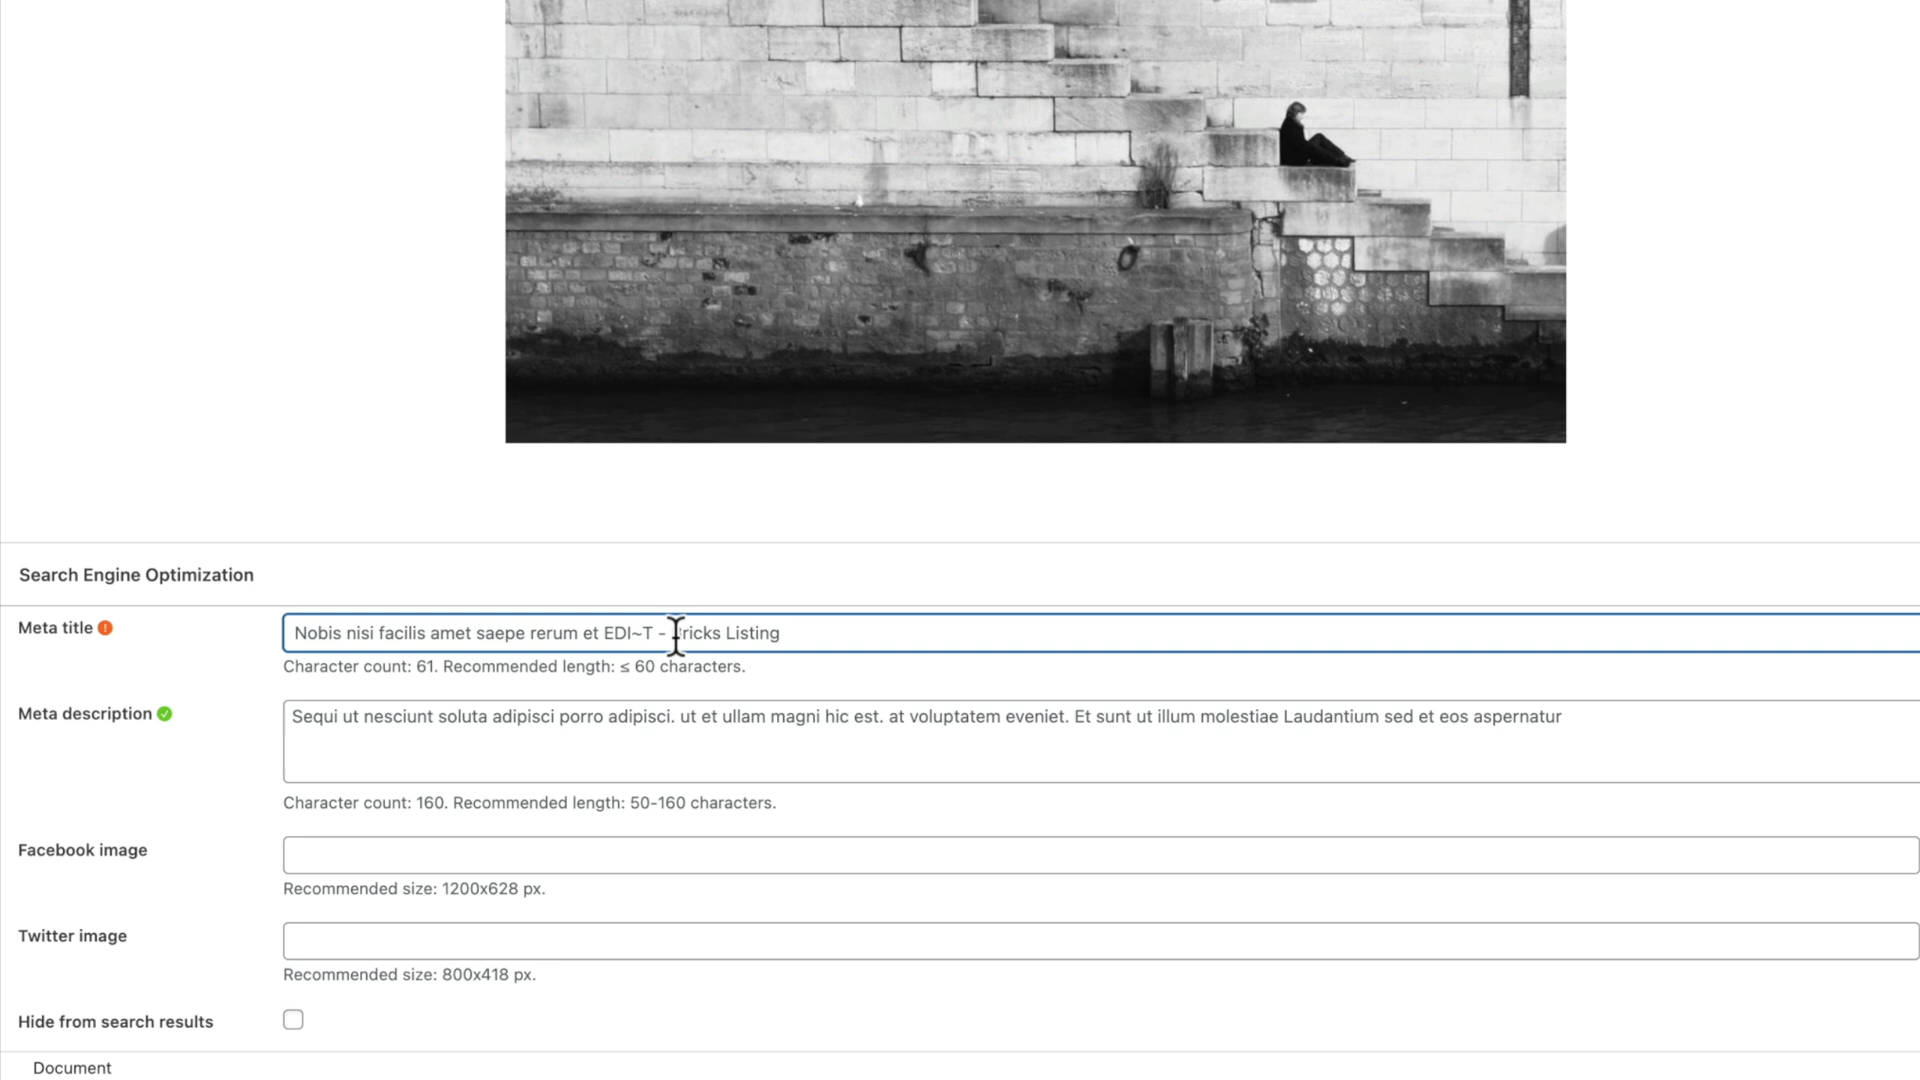 Search Engine Optimization
Meta title
Nobis nisi facilis amet saepe rerum et EDI~T - ricks Listing
Character count: 61. Recommended length: ≤ 60 characters.
Meta description
Sequi ut nesciunt soluta adipisci porro adipisci. ut et ullam magni hic est. at voluptatem eveniet. Et sunt ut illum molestiae Laudantium sed et eos aspernatur
Character count: 160. Recommended length: 50-160 characters.
Facebook image
Recommended size: 1200x628 px.
Twitter image
Recommended size: 800x418 px.
Hide from search results
Document